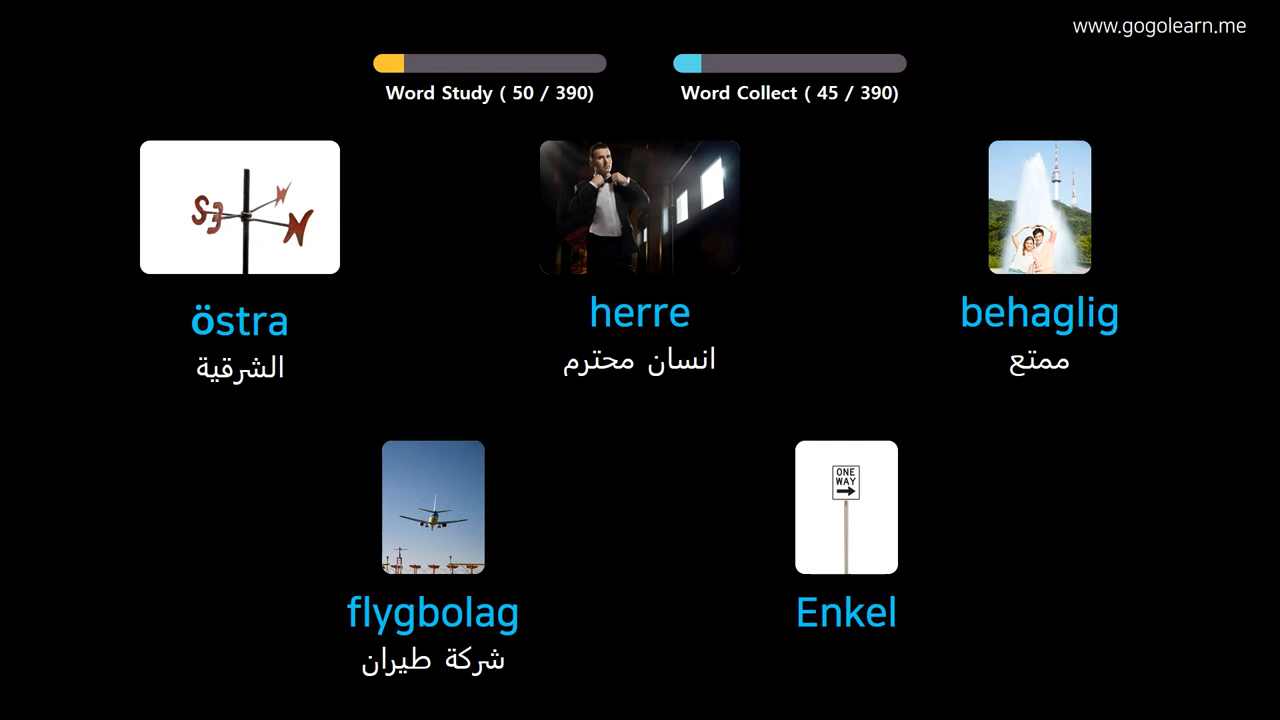 www.gogolearn.me
Word Study ( 50 / 390)
Word Collect ( 45 / 390)
S
E
W
N
östra
الشرقية
herre
انسان محترم
behaglig
ممتع
ONE
WAY
flygbolag
شركة طيران
Enkel